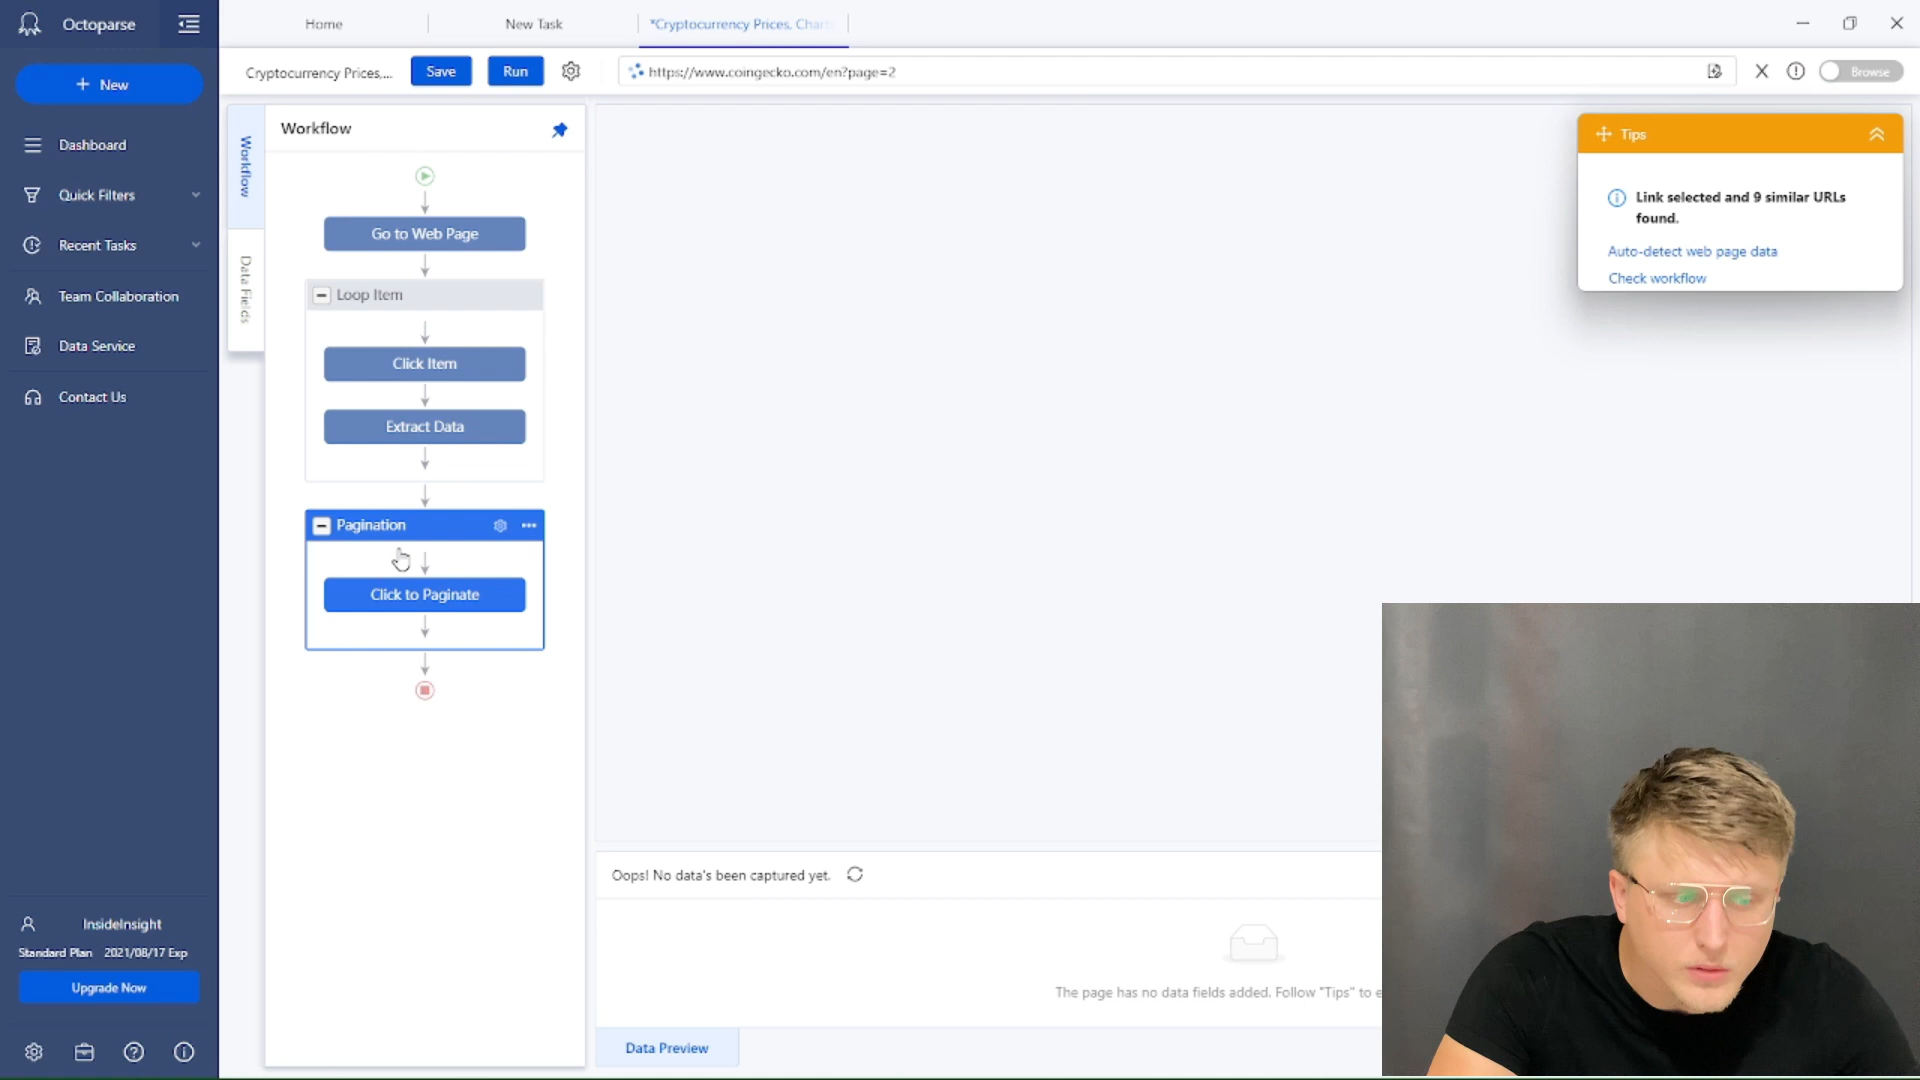 Octoparse
Home
New Task
*Cryptocurrency Prices, Chart
New
Cryptocurrency Prices,...
Save
Run
https://www.coingecko.com/en?page=2
Browse
Dashboard
Quick Filters
Recent Tasks
Team Collaboration
Data Service
Contact Us
Workflow
Data Fields
Workflow
Go to Web Page
Loop Item
Click Item
Extract Data
Pagination
Click to Paginate
Tips
Link selected and 9 similar URLs
found.
Auto-detect web page data
Check workflow
Oops! No data's been captured yet.
The page has no data fields added. Follow "Tips" to e
Data Preview
InsideInsight
Standard Plan 2021/08/17 Exp
Upgrade Now